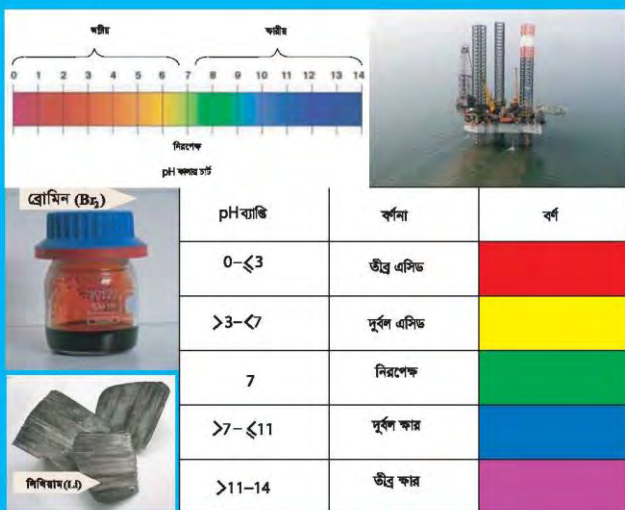 অম্লীয় ক্ষারীয়
0 1 2 3 4 5 6 7 8 9 10 11 12 13 14
নিরপেক্ষ
pH কালার চার্ট
ব্রোমিন (Br₂)
লিথিয়াম(Li)
pH ব্যাপ্তি বর্ণনা বর্ণ
0–⩽3 তীব্র এসিড
>3–<7 দুর্বল এসিড
7 নিরপেক্ষ
>7–⩽11 দুর্বল ক্ষার
>11–14 তীব্র ক্ষার